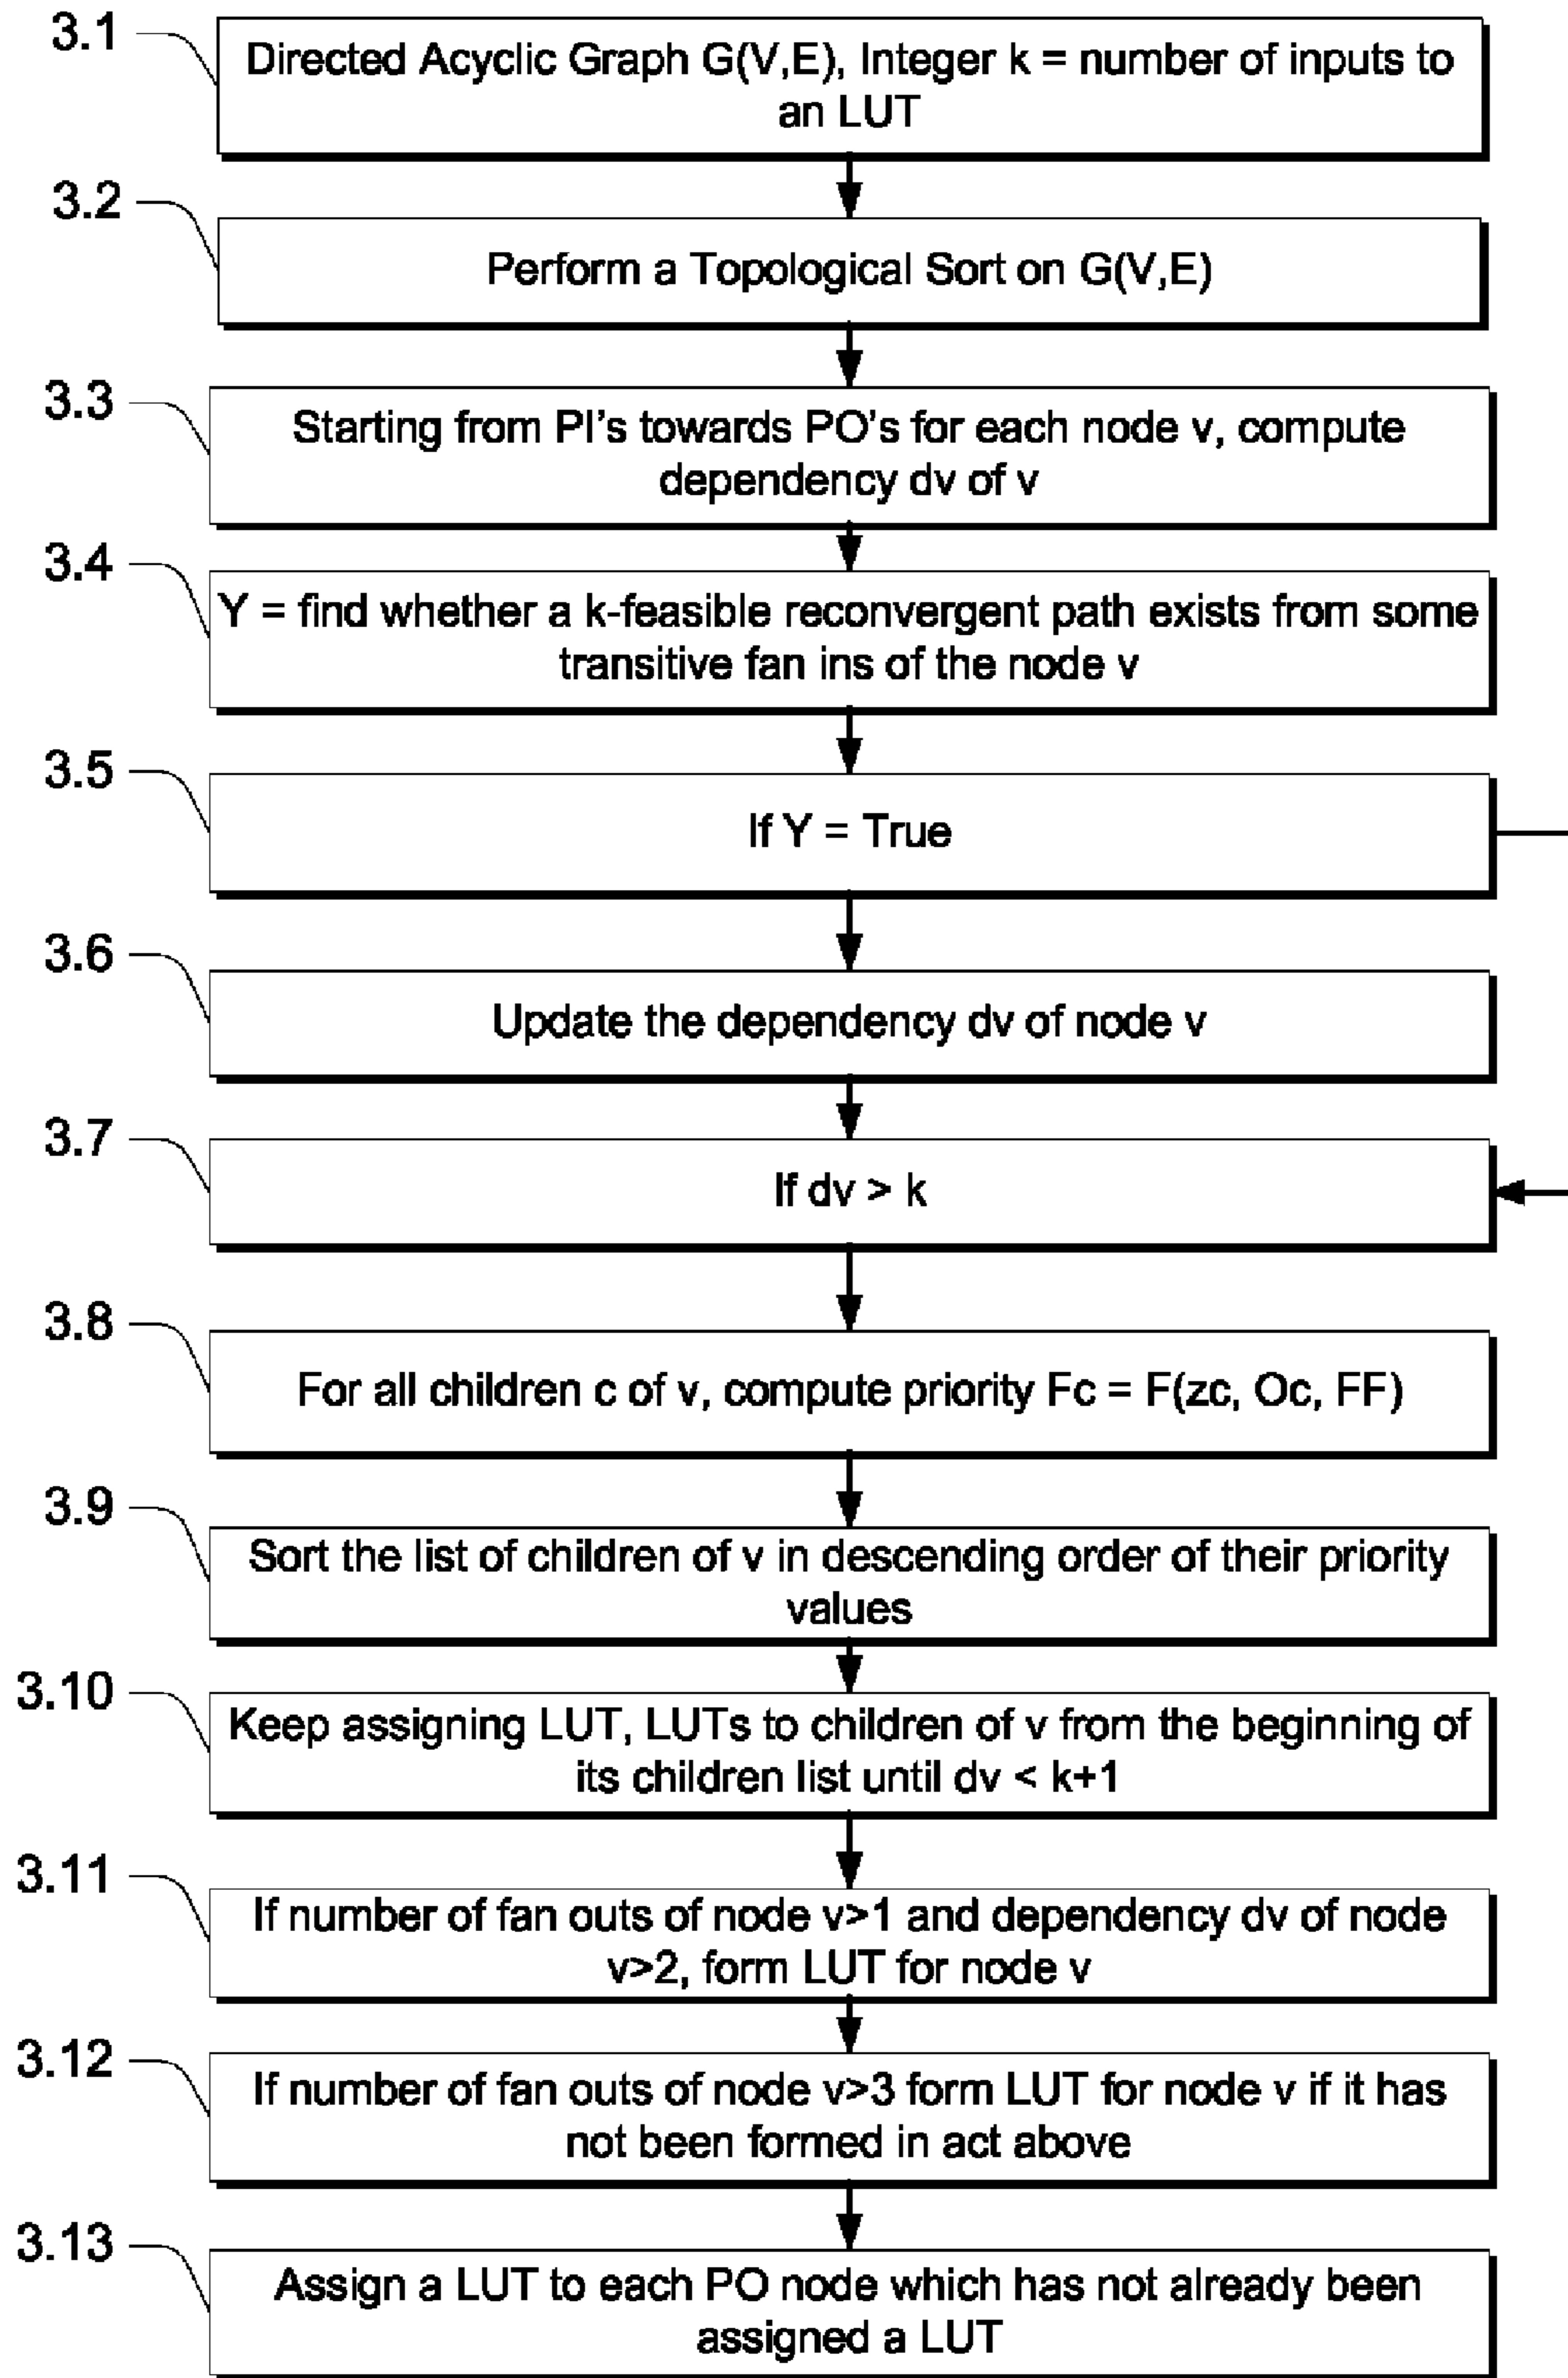 3.1
Directed Acyclic Graph G(V,E), Integer k = number of inputs to
an LUT
3.2
Perform a Topological Sort on G(V,E)
3.3
Starting from PI's towards PO's for each node v, compute
dependency dv of v
3.4
Y = find whether a k-feasible reconvergent path exists from some
transitive fan ins of the node v
3.5
If Y = True
3.6
Update the dependency dv of node v
3.7
If dv > k
3.8
For all children c of v, compute priority Fc = F(zc, Oc, FF)
3.9
Sort the list of children of v in descending order of their priority
values
3.10
Keep assigning LUT, LUTs to children of v from the beginning of
its children list until dv < k+1
3.11
If number of fan outs of node v>1 and dependency dv of node
v>2, form LUT for node v
3.12
If number of fan outs of node v>3 form LUT for node v if it has
not been formed in act above
3.13
Assign a LUT to each PO node which has not already been
assigned a LUT